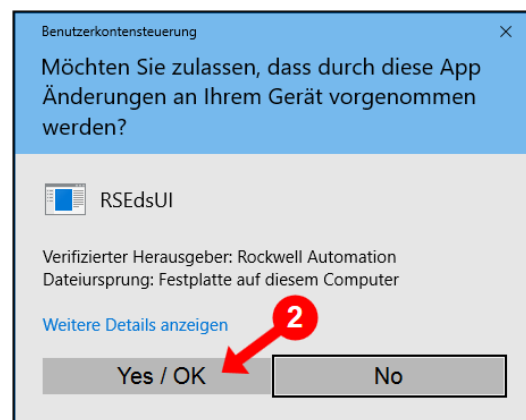 Benutzerkontensteuerung
Möchten Sie zulassen, dass durch diese App
Änderungen an Ihrem Gerät vorgenommen
werden?
RSEdsUI
Verifizierter Herausgeber: Rockwell Automation
Dateiursprung: Festplatte auf diesem Computer
Weitere Details anzeigen
2
Yes / OK
No